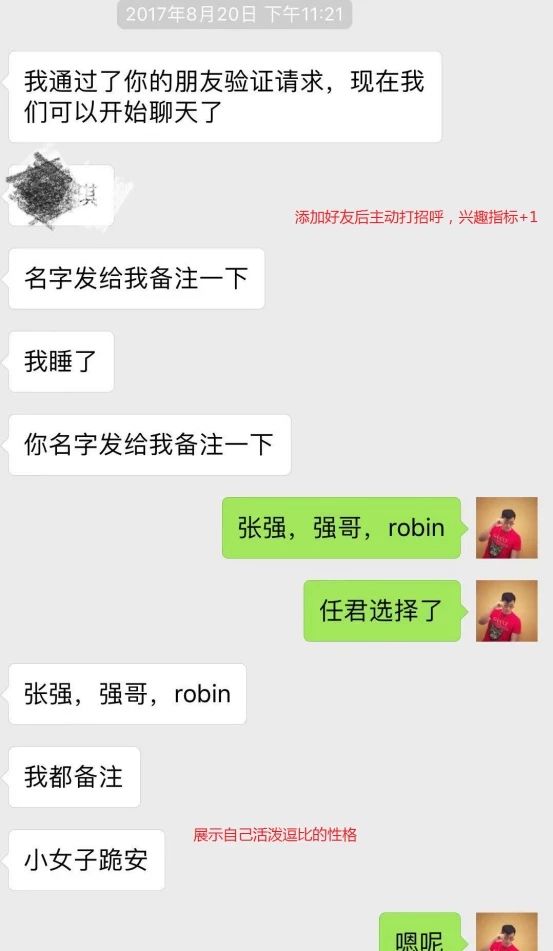 2017年8月20日 下午11:21
我通过了你的朋友验证请求，现在我
们可以开始聊天了
添加好友后主动打招呼，兴趣指标+1
名字发给我备注一下
我睡了
你名字发给我备注一下
张强，强哥，robin
任君选择了
张强，强哥，robin
我都备注
展示自己活泼逗比的性格
小女子跪安
嗯呢